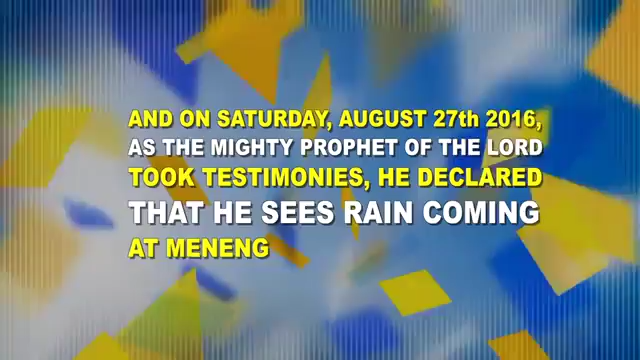 AND ON SATURDAY, AUGUST 27th 2016,
AS THE MIGHTY PROPHET OF THE LORD
TOOK TESTIMONIES, HE DECLARED
THAT HE SEES RAIN COMING
AT MENENG